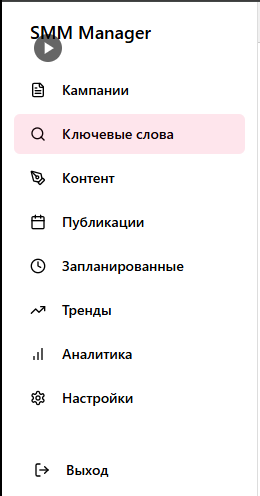 SMM Manager
Кампании
Ключевые слова
Контент
Публикации
Запланированные
Тренды
Аналитика
Настройки
Выход